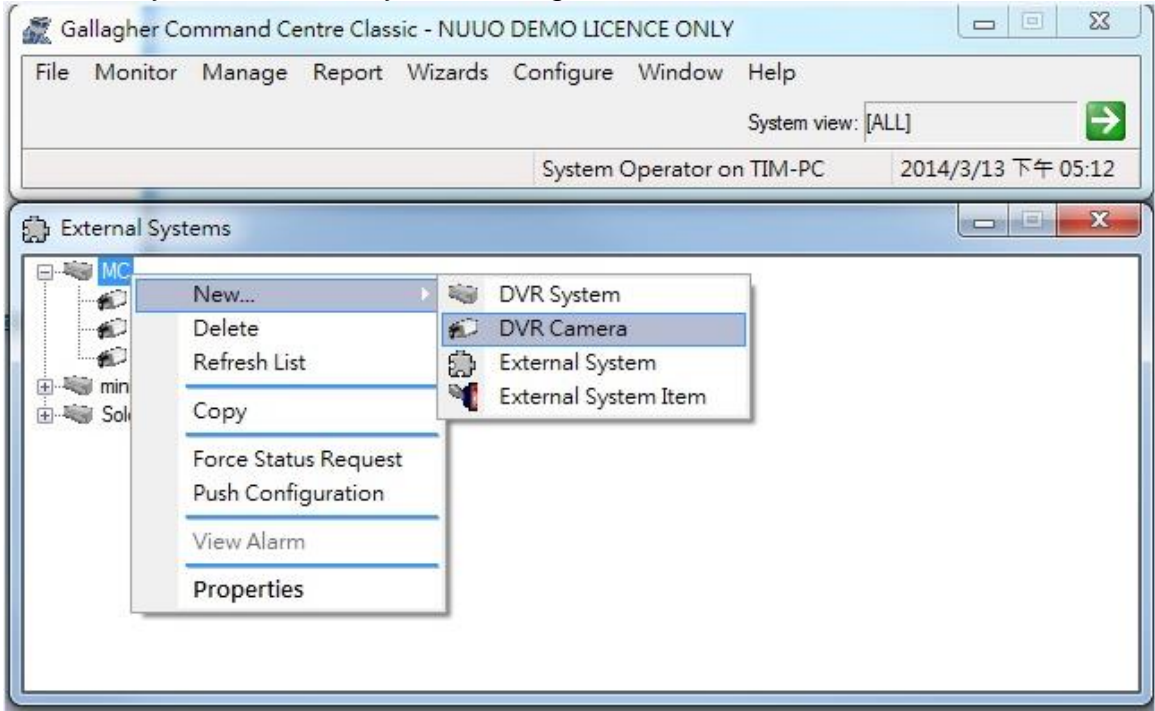 Gallagher Command Centre Classic - NUUO DEMO LICENCE ONLY
File Monitor Manage Report Wizards Configure Window Help
System view: [ALL]
System Operator on TIM-PC 2014/3/13 下午 05:12
External Systems
MC
New...
Delete
Refresh List
Copy
Force Status Request
Push Configuration
View Alarm
Properties
DVR System
DVR Camera
External System
External System Item
min